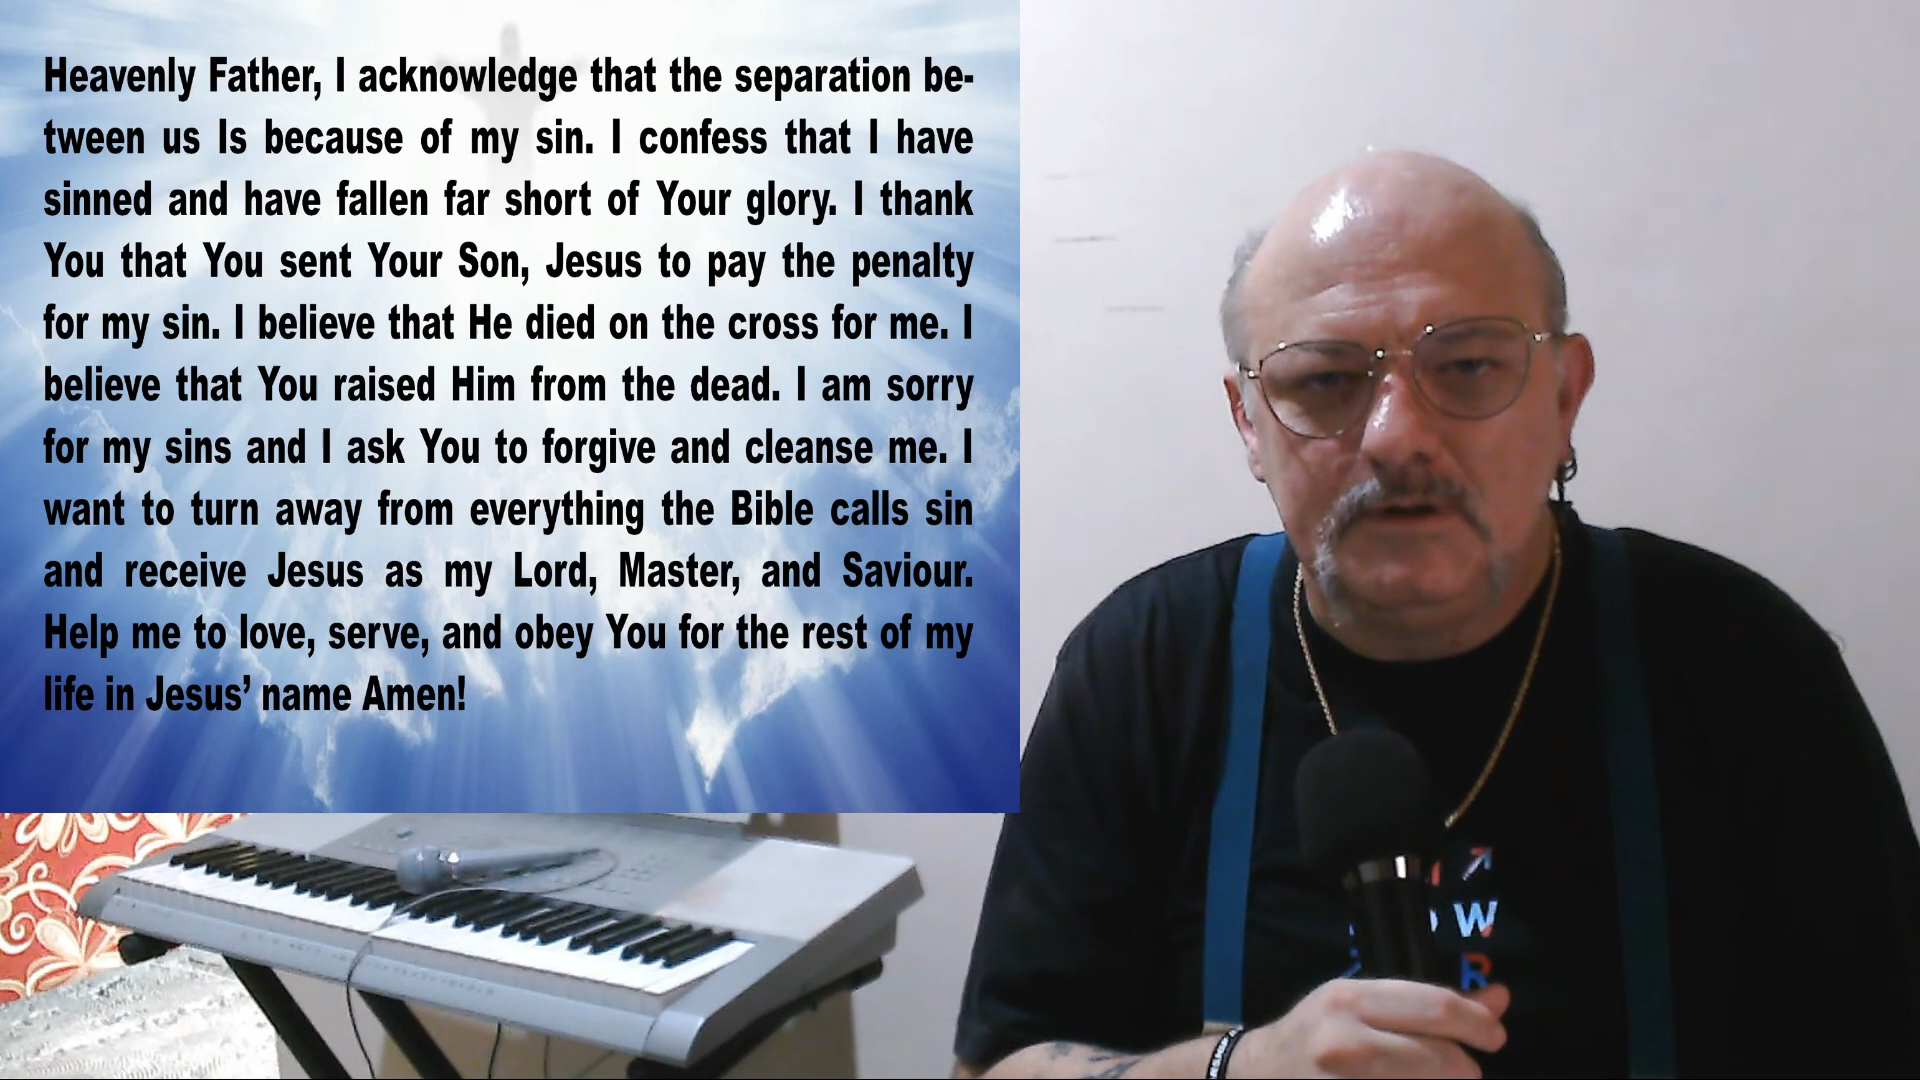 Heavenly Father, I acknowledge that the separation be-
tween us Is because of my sin. I confess that I have
sinned and have fallen far short of Your glory. I thank
You that You sent Your Son, Jesus to pay the penalty
for my sin. I believe that He died on the cross for me. I
believe that You raised Him from the dead. I am sorry
for my sins and I ask You to forgive and cleanse me. I
want to turn away from everything the Bible calls sin
and receive Jesus as my Lord, Master, and Saviour.
Help me to love, serve, and obey You for the rest of my
life in Jesus’ name Amen!
W
R